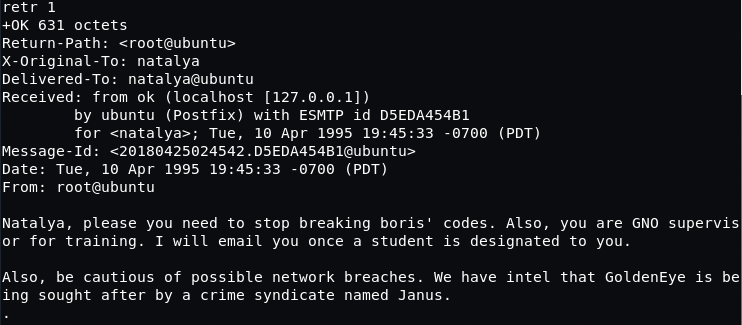 retr 1
+OK 631 octets
Return-Path: <root@ubuntu>
X-Original-To: natalya
Delivered-To: natalya@ubuntu
Received: from ok (localhost [127.0.0.1])
        by ubuntu (Postfix) with ESMTP id D5EDA454B1
        for <natalya>; Tue, 10 Apr 1995 19:45:33 -0700 (PDT)
Message-Id: <20180425024542.D5EDA454B1@ubuntu>
Date: Tue, 10 Apr 1995 19:45:33 -0700 (PDT)
From: root@ubuntu

Natalya, please you need to stop breaking boris' codes. Also, you are GNO supervis
or for training. I will email you once a student is designated to you.

Also, be cautious of possible network breaches. We have intel that GoldenEye is be
ing sought after by a crime syndicate named Janus.
.